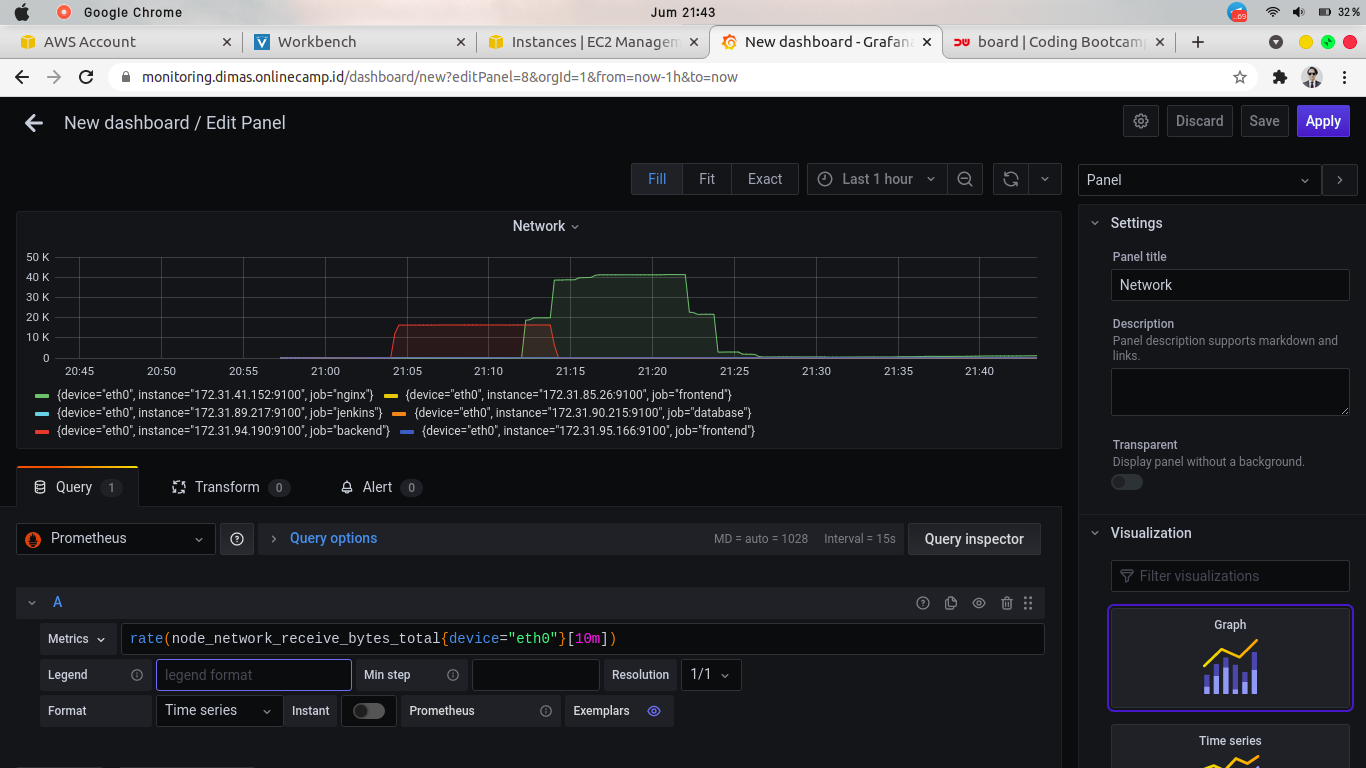 Google Chrome
Jum 21:43
69
32%
AWS Account
Workbench
Instances | EC2 Managem
New dashboard - Grafana
board | Coding Bootcamp
monitoring.dimas.onlinecamp.id/dashboard/new?editPanel=8&orgId=1&from=now-1h&to=now
New dashboard / Edit Panel
Discard
Save
Apply
Fill
Fit
Exact
Last 1 hour
Panel
Network
50 K
40 K
30 K
20 K
10 K
0
20:45 20:50 20:55 21:00 21:05 21:10 21:15 21:20 21:25 21:30 21:35 21:40
{device="eth0", instance="172.31.41.152:9100", job="nginx"} {device="eth0", instance="172.31.85.26:9100", job="frontend"}
{device="eth0", instance="172.31.89.217:9100", job="jenkins"} {device="eth0", instance="172.31.90.215:9100", job="database"}
{device="eth0", instance="172.31.94.190:9100", job="backend"} {device="eth0", instance="172.31.95.166:9100", job="frontend"}
Query 1
Transform 0
Alert 0
Prometheus
Query options
MD = auto = 1028
Interval = 15s
Query inspector
A
Metrics
rate(node_network_receive_bytes_total{device="eth0"}[10m])
Legend
legend format
Min step
Resolution
1/1
Format
Time series
Instant
Prometheus
Exemplars
Settings
Panel title
Network
Description
Panel description supports markdown and
links.
Transparent
Display panel without a background.
Visualization
Filter visualizations
Graph
Time series